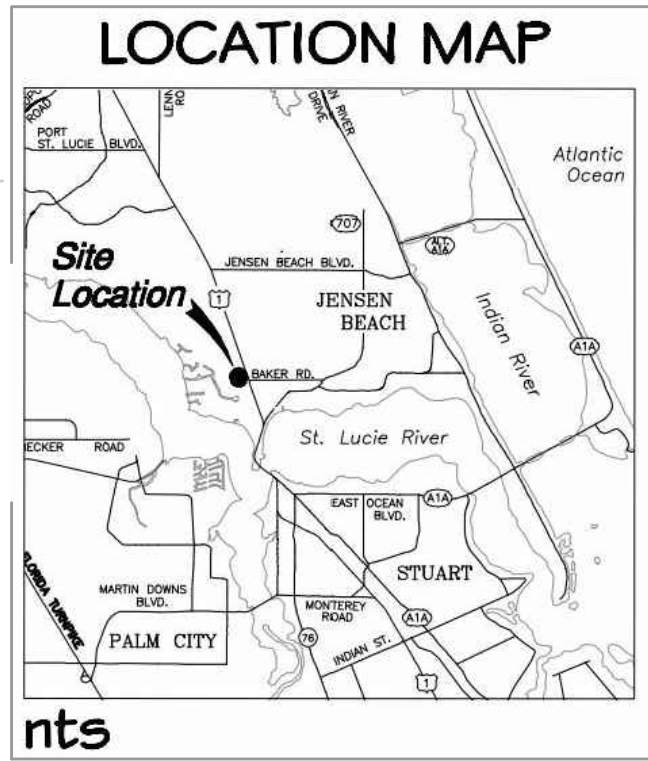 LOCATION MAP
ROAD
PORT
ST. LUCIE BLVD.
LENN
RO
N RIVER
DRIVE
Atlantic
Ocean
707
ALT.
A1A
Site
Location
JENSEN BEACH BLVD.
1
JENSEN
BEACH
Indian River
A1A
BAKER RD.
St. Lucie River
ECKER ROAD
EAST OCEAN
BLVD.
A1A
STUART
FLORIDA TURNPIKE
MARTIN DOWNS
BLVD.
MONTEREY
ROAD
A1A
PALM CITY
76
INDIAN ST.
1
nts